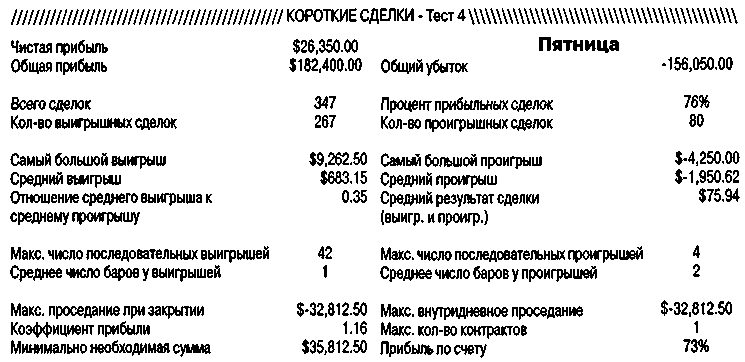 //////////////////////////////////////// КОРОТКИЕ СДЕЛКИ - Тест 4 \\\\\\\\\\\\\\\\\\\\\\\\\\\\\\\\\\\\\\\\
Чистая прибыль $26,350.00 Пятница
Общая прибыль $182,400.00 Общий убыток -156,050.00
Всего сделок 347 Процент прибыльных сделок 76%
Кол-во выигрышных сделок 267 Кол-во проигрышных сделок 80
Самый большой выигрыш $9,262.50 Самый большой проигрыш $-4,250.00
Средний выигрыш $683.15 Средний проигрыш $-1,950.62
Отношение среднего выигрыша к 0.35 Средний результат сделки $75.94
среднему проигрышу (выигр. и проигр.)
Макс. число последовательных выигрышей 42 Макс. число последовательных проигрышей 4
Среднее число баров у выигрышей 1 Среднее число баров у проигрышей 2
Макс. проседание при закрытии $-32,812.50 Макс. внутридневное проседание $-32,812.50
Коэффициент прибыли 1.16 Макс. кол-во контрактов 1
Минимально необходимая сумма $35,812.50 Прибыль по счету 73%